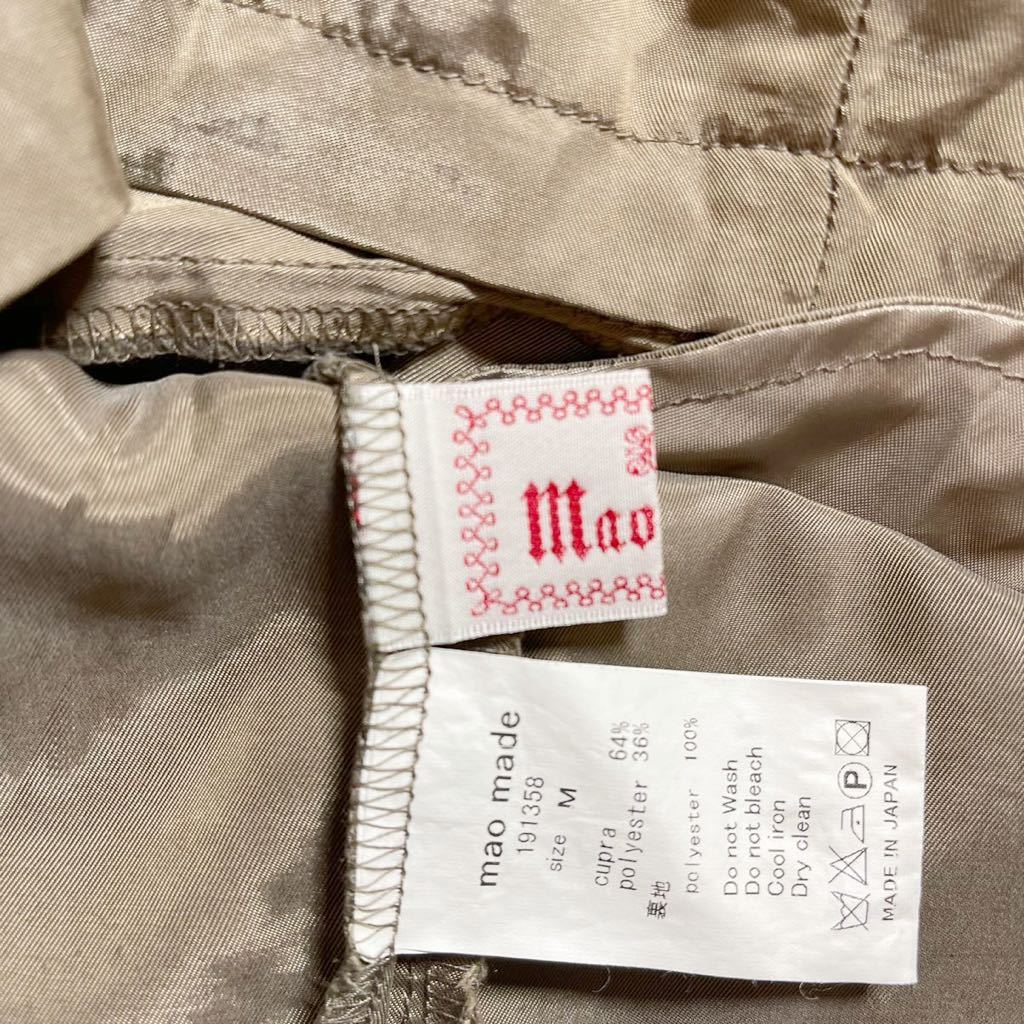 Mao
mao made
191358
size M
cupra 64%
polyester 36%
裏地
polyester 100%
Do not Wash
Do not bleach
Cool iron
Dry clean
P
MADE IN JAPAN